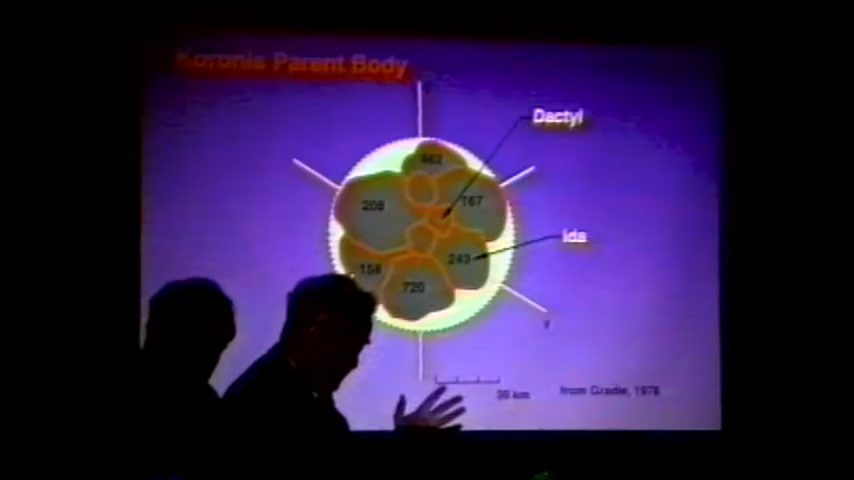 Koronis Parent Body
Dactyl
462
167
208
Ida
243
158
720
30 km
from Gradie, 1978